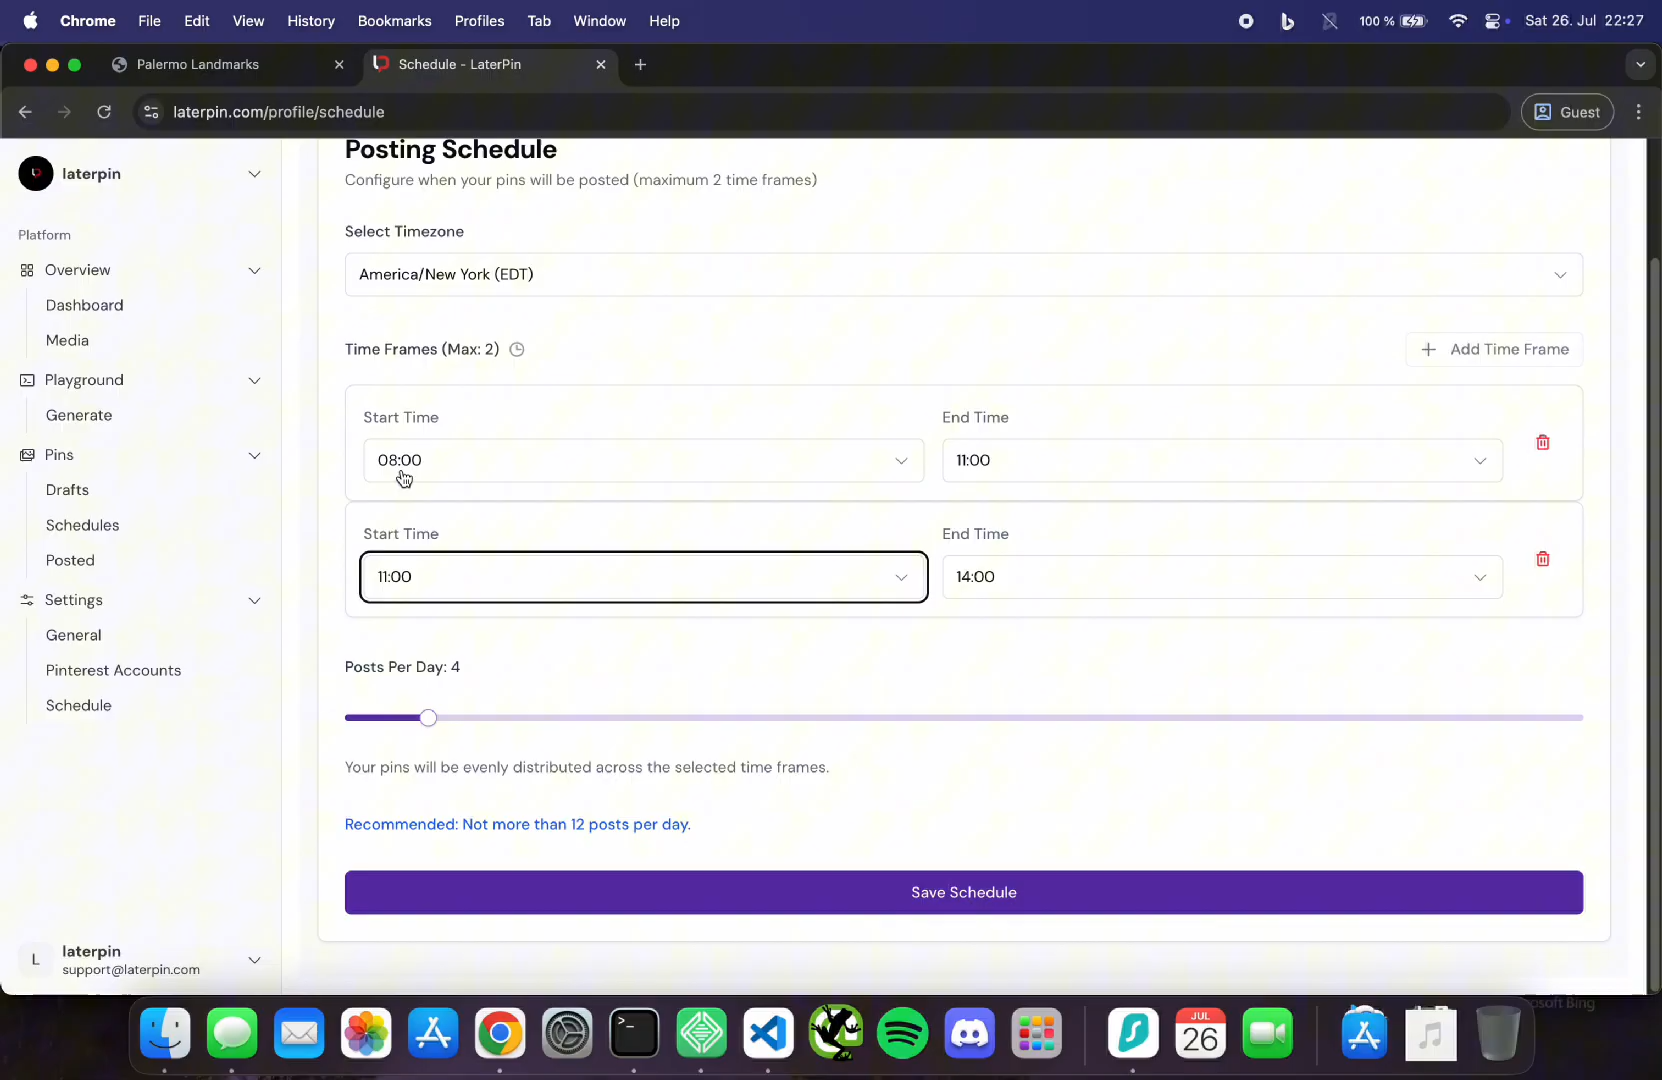 Chrome File Edit View History Bookmarks Profiles Tab Window Help 100 % Sat 26. Jul 22:27
Palermo Landmarks
Schedule - LaterPin
laterpin.com/profile/schedule
Guest
laterpin
Platform
Overview
Dashboard
Media
Playground
Generate
Pins
Drafts
Schedules
Posted
Settings
General
Pinterest Accounts
Schedule
L
laterpin
support@laterpin.com
Posting Schedule
Configure when your pins will be posted (maximum 2 time frames)
Select Timezone
America/New York (EDT)
Time Frames (Max: 2)
Add Time Frame
Start Time End Time
08:00 11:00
Start Time End Time
11:00 14:00
Posts Per Day: 4
Your pins will be evenly distributed across the selected time frames.
Recommended: Not more than 12 posts per day.
Save Schedule
Bing
JUL
26